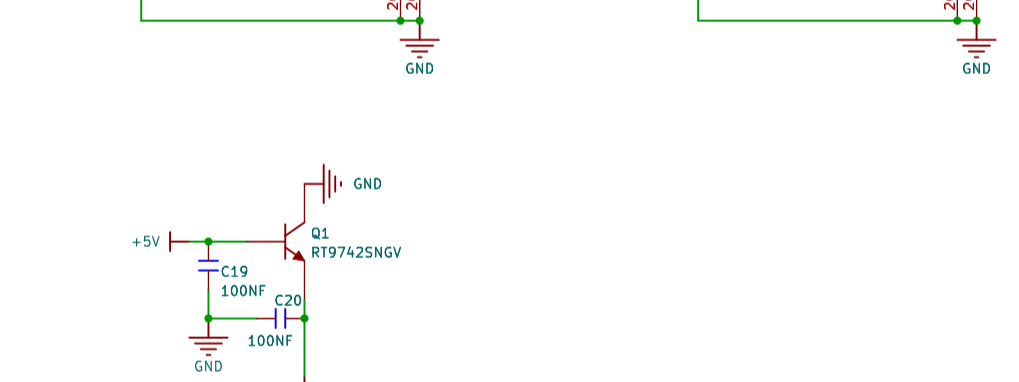 GND
GND
GND
+5V
Q1
RT9742SNGV
C19
100NF
C20
100NF
GND